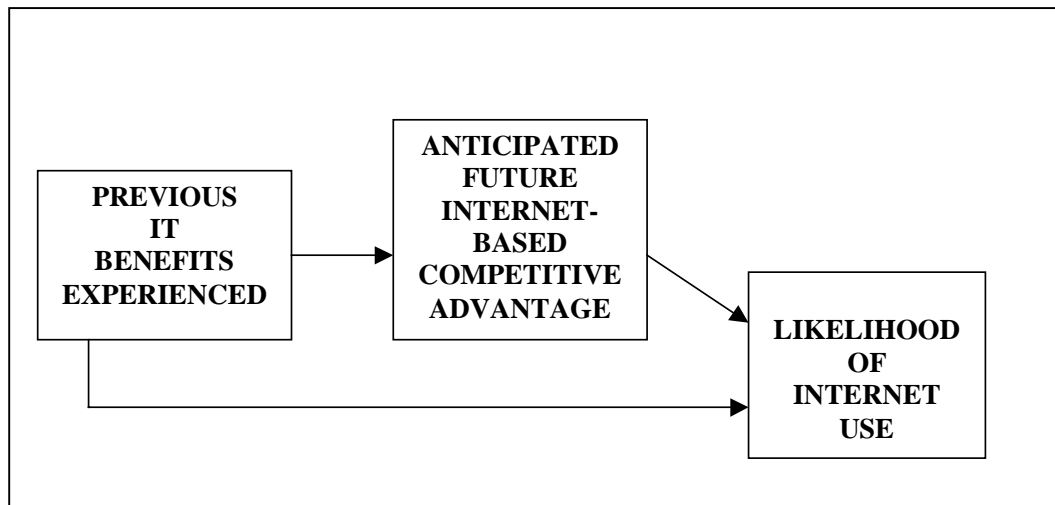 PREVIOUS
IT
BENEFITS
EXPERIENCED
ANTICIPATED
FUTURE
INTERNET-
BASED
COMPETITIVE
ADVANTAGE
LIKELIHOOD
OF
INTERNET
USE